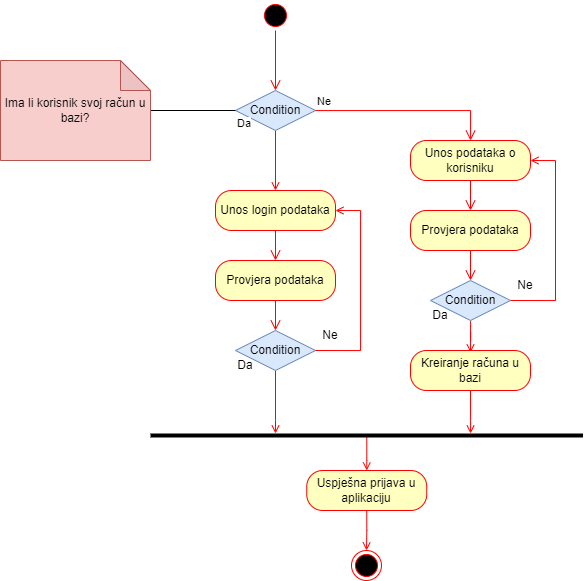 Ima li korisnik svoj račun u
bazi?
Condition
Ne
Da
Unos podataka o
korisniku
Unos login podataka
Provjera podataka
Provjera podataka
Condition
Ne
Da
Condition
Ne
Da
Kreiranje računa u
bazi
Uspješna prijava u
aplikaciju